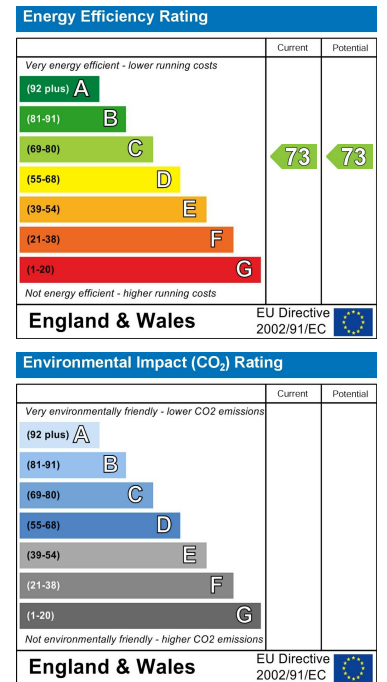 Energy Efficiency Rating
Current Potential
Very energy efficient - lower running costs
(92 plus) A
(81-91) B
(69-80) C 73 73
(55-68) D
(39-54) E
(21-38) F
(1-20) G
Not energy efficient - higher running costs
England & Wales EU Directive 2002/91/EC
Environmental Impact (CO₂) Rating
Current Potential
Very environmentally friendly - lower CO2 emissions
(92 plus) A
(81-91) B
(69-80) C
(55-68) D
(39-54) E
(21-38) F
(1-20) G
Not environmentally friendly - higher CO2 emissions
England & Wales EU Directive 2002/91/EC